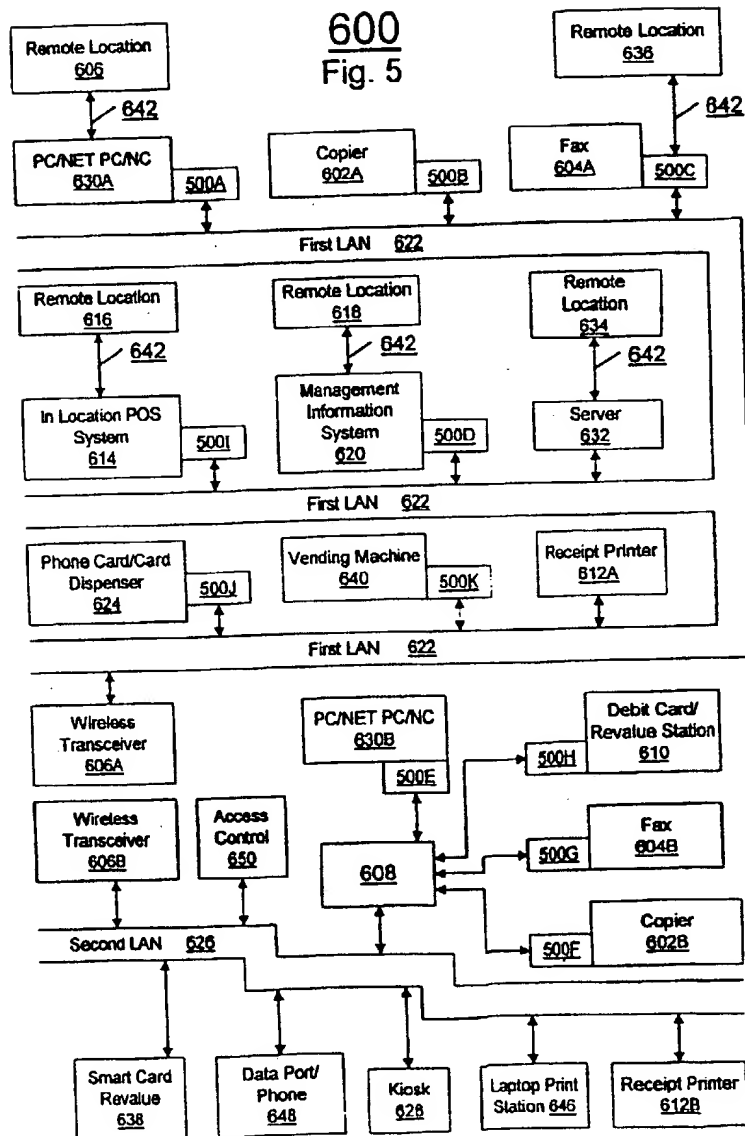 600
Fig. 5
Remote Location
606
642
Remote Location
636
642
PC/NET PC/NC
630A
500A
Copier
602A
500B
Fax
604A
500C
First LAN 622
Remote Location
616
642
Remote Location
618
642
Remote
Location
634
642
In Location POS
System
614
500I
Management
Information
System
620
500D
Server
632
First LAN 622
Phone Card/Card
Dispenser
624
500J
Vending Machine
640
500K
Receipt Printer
612A
First LAN 622
Wireless
Transceiver
606A
PC/NET PC/NC
630B
500E
500H
Debit Card/
Revalue Station
610
Wireless
Transceiver
606B
Access
Control
650
608
500G
Fax
604B
500F
Copier
602B
Second LAN 626
Smart Card
Revalue
638
Data Port/
Phone
648
Kiosk
628
Laptop Print
Station 646
Receipt Printer
612B